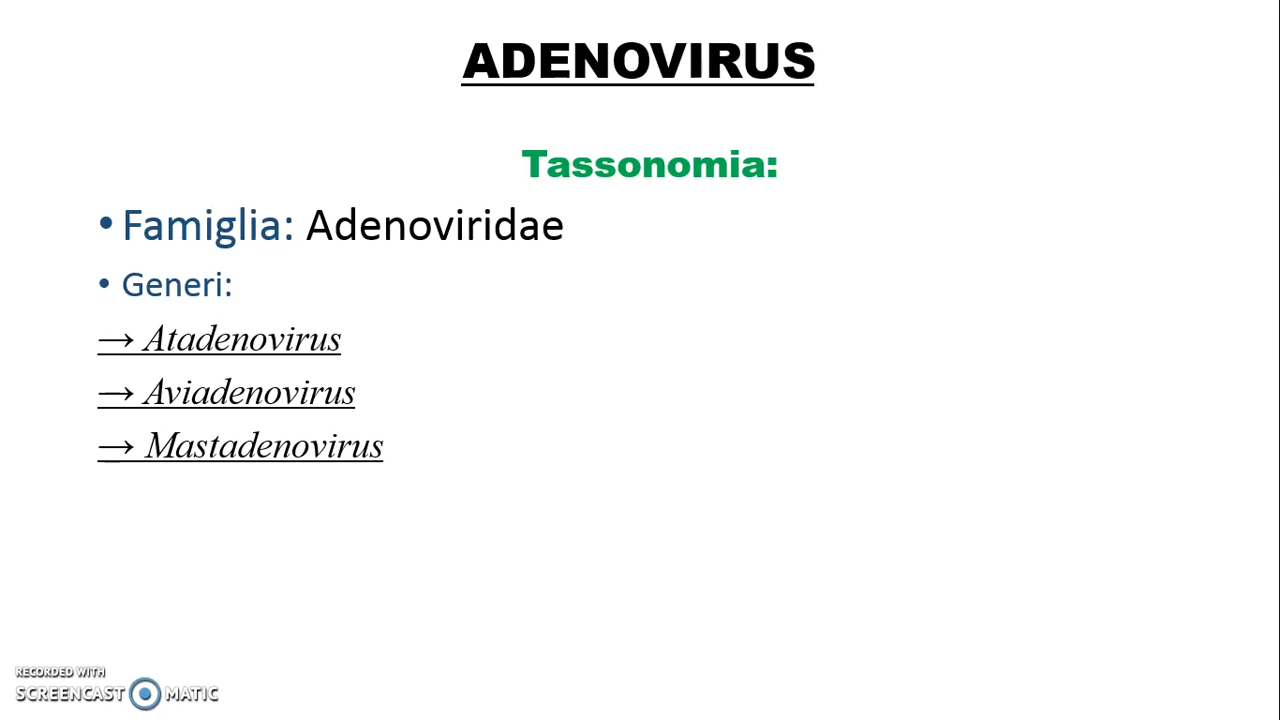 ADENOVIRUS
Tassonomia:
• Famiglia: Adenoviridae
• Generi:
→ Atadenovirus
→ Aviadenovirus
→ Mastadenovirus
RECORDED WITH
SCREENCAST MATIC